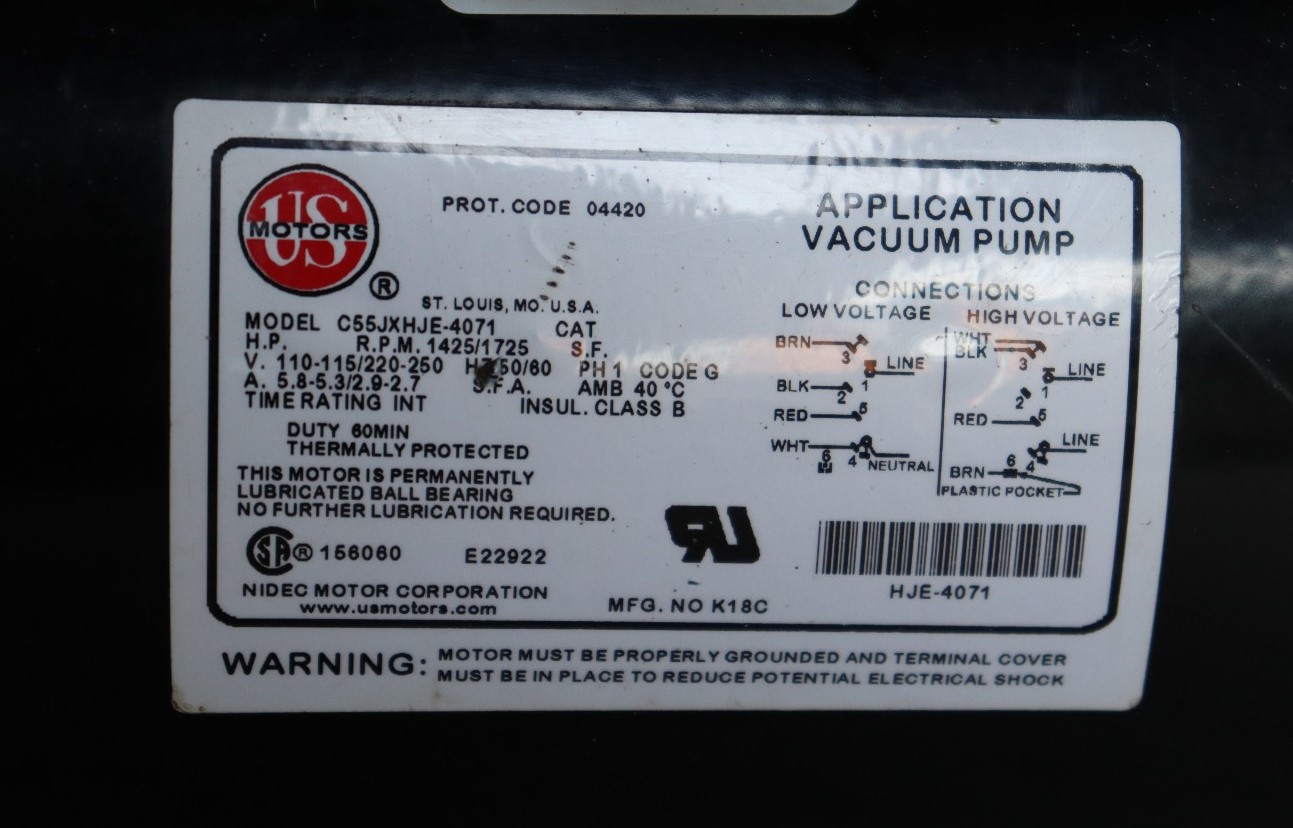 US
MOTORS
®
PROT. CODE 04420
ST. LOUIS, MO. U.S.A.
MODEL C55JXHJE-4071 CAT
H.P. R.P.M. 1425/1725 S.F.
V. 110-115/220-250 HZ 50/60 PH 1 CODE G
A. 5.8-5.3/2.9-2.7 S.F.A. AMB 40 °C
TIME RATING INT INSUL. CLASS B
DUTY 60MIN
THERMALLY PROTECTED
THIS MOTOR IS PERMANENTLY
LUBRICATED BALL BEARING
NO FURTHER LUBRICATION REQUIRED.
SA ® 156060 E22922
NIDEC MOTOR CORPORATION
www.usmotors.com
RU
MFG. NO K18C
APPLICATION
VACUUM PUMP
CONNECTIONS
LOW VOLTAGE
BRN 3
LINE
1
BLK 2
RED 5
WHT 6 4 NEUTRAL
HIGH VOLTAGE
WHT
BLK 3
LINE
1
2
RED 5
LINE
BRN 6 4
PLASTIC POCKET
HJE-4071
WARNING: MOTOR MUST BE PROPERLY GROUNDED AND TERMINAL COVER
MUST BE IN PLACE TO REDUCE POTENTIAL ELECTRICAL SHOCK